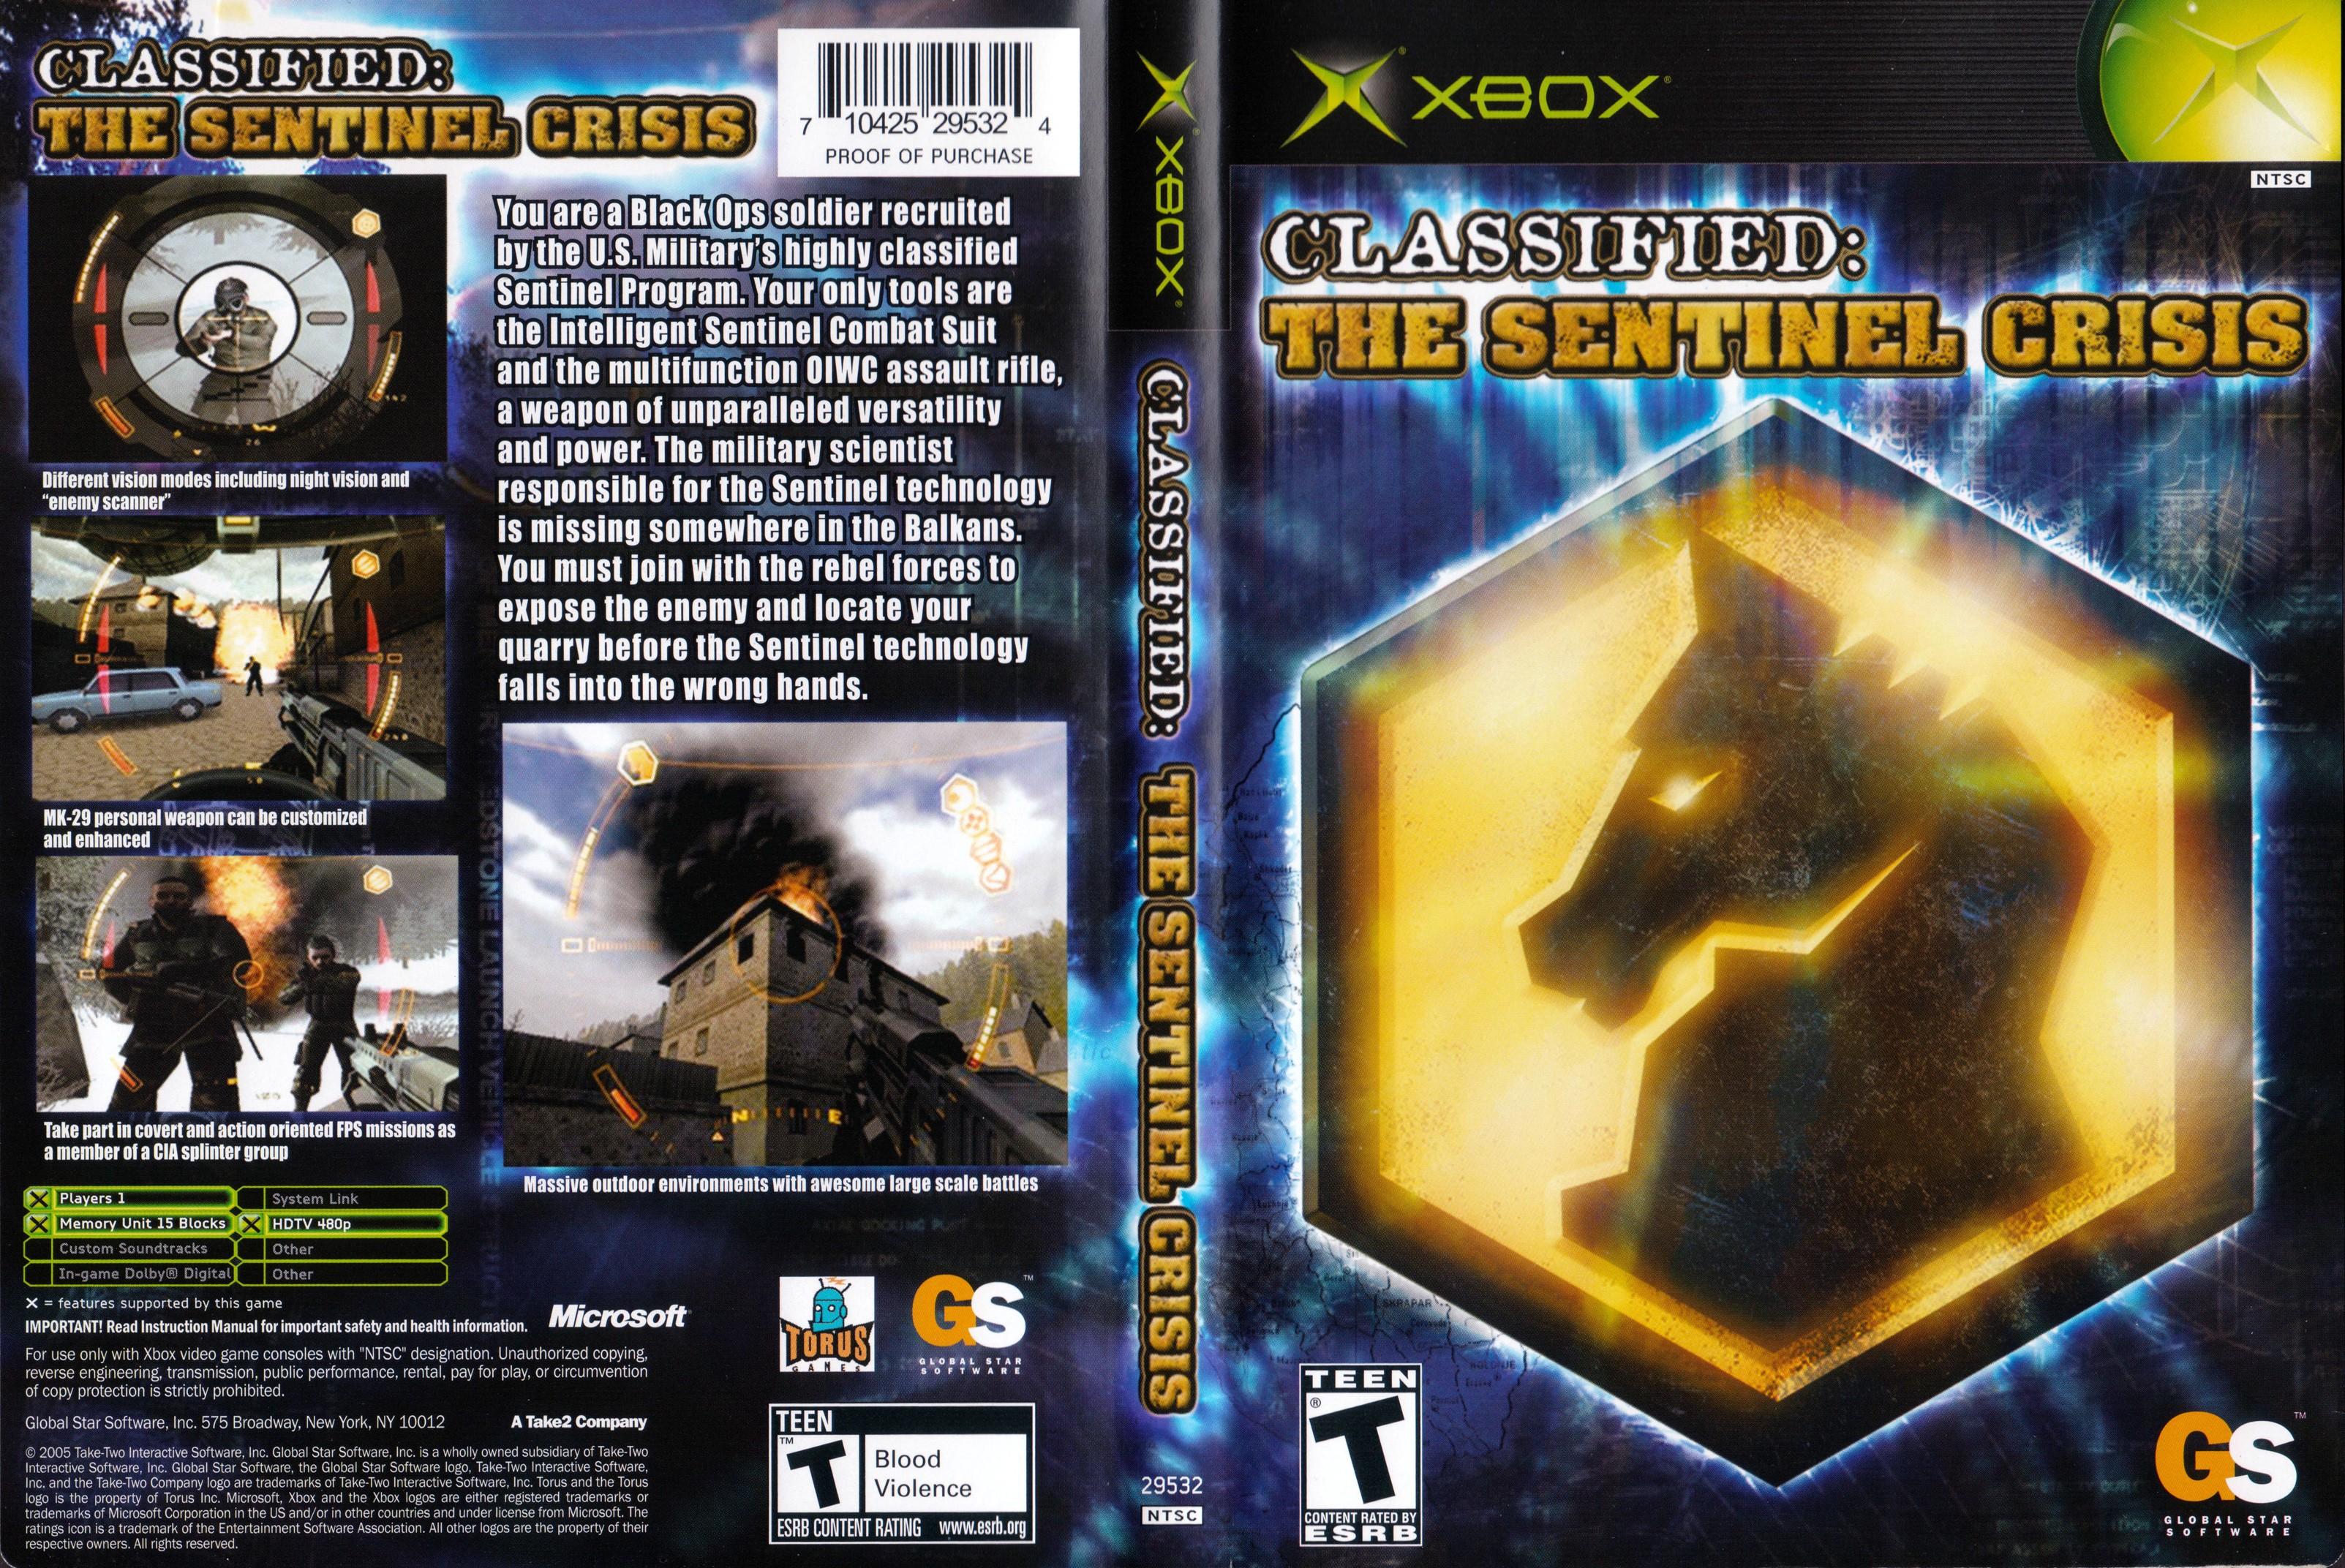 CLASSIFIED:
THE SENTINEL CRISIS
7 10425 29532 4
PROOF OF PURCHASE
You are a Black Ops soldier recruited
by the U.S. Military's highly classified
Sentinel Program. Your only tools are
the Intelligent Sentinel Combat Suit
and the multifunction OIWC assault rifle,
a weapon of unparalleled versatility
and power. The military scientist
responsible for the Sentinel technology
is missing somewhere in the Balkans.
You must join with the rebel forces to
expose the enemy and locate your
quarry before the Sentinel technology
falls into the wrong hands.
Different vision modes including night vision and
"enemy scanner"
MK-29 personal weapon can be customized
and enhanced
Take part in covert and action oriented FPS missions as
a member of a CIA splinter group
N E
Massive outdoor environments with awesome large scale battles
X Players 1
System Link
X Memory Unit 15 Blocks
X HDTV 480p
Custom Soundtracks
Other
In-game Dolby® Digital
Other
X = features supported by this game
IMPORTANT! Read Instruction Manual for important safety and health information.
Microsoft
For use only with Xbox video game consoles with "NTSC" designation. Unauthorized copying,
reverse engineering, transmission, public performance, rental, pay for play, or circumvention
of copy protection is strictly prohibited.
Global Star Software, Inc. 575 Broadway, New York, NY 10012
A Take2 Company
© 2005 Take-Two Interactive Software, Inc. Global Star Software, Inc. is a wholly owned subsidiary of Take-Two
Interactive Software, Inc. Global Star Software, the Global Star Software logo, Take-Two Interactive Software,
Inc. and the Take-Two Company logo are trademarks of Take-Two Interactive Software, Inc. Torus and the Torus
logo is the property of Torus Inc. Microsoft, Xbox and the Xbox logos are either registered trademarks or
trademarks of Microsoft Corporation in the US and/or in other countries and under license from Microsoft. The
ratings icon is a trademark of the Entertainment Software Association. All other logos are the property of their
respective owners. All rights reserved.
TORUS
GAMES
GS™
GLOBAL STAR
SOFTWARE
TEEN
T™
Blood
Violence
ESRB CONTENT RATING www.esrb.org
XBOX®
CLASSIFIED: THE SENTINEL CRISIS
29532
NTSC
XBOX®
NTSC
CLASSIFIED:
THE SENTINEL CRISIS
SKRAPAR
TEEN
T®
CONTENT RATED BY
ESRB
GS™
GLOBAL STAR
SOFTWARE